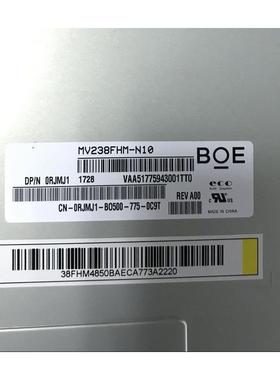 MV238FHM-N10
BOE
DP/N 0RJMJ1 1728 VAA51775943001TT0
eco
REV A00
MADE IN CHINA
CN-0RJMJ1-BO500-775-0C9T
38FHM4850BAECA773A2220